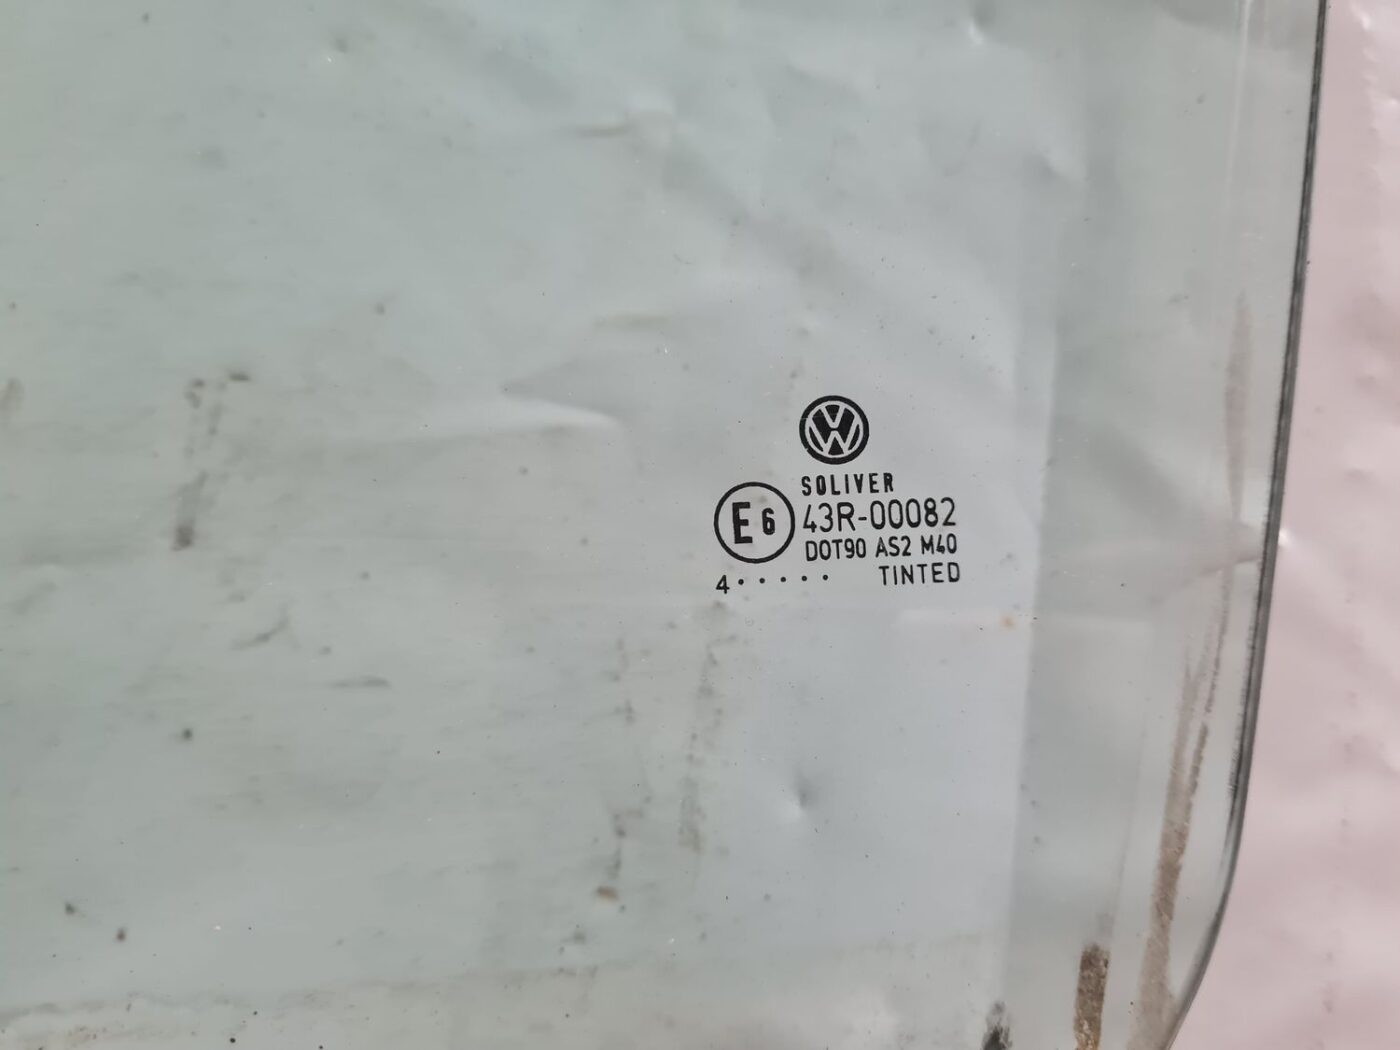 SOLIVER
E6 43R-00082
DOT90 AS2 M40
4 · · · · · TINTED